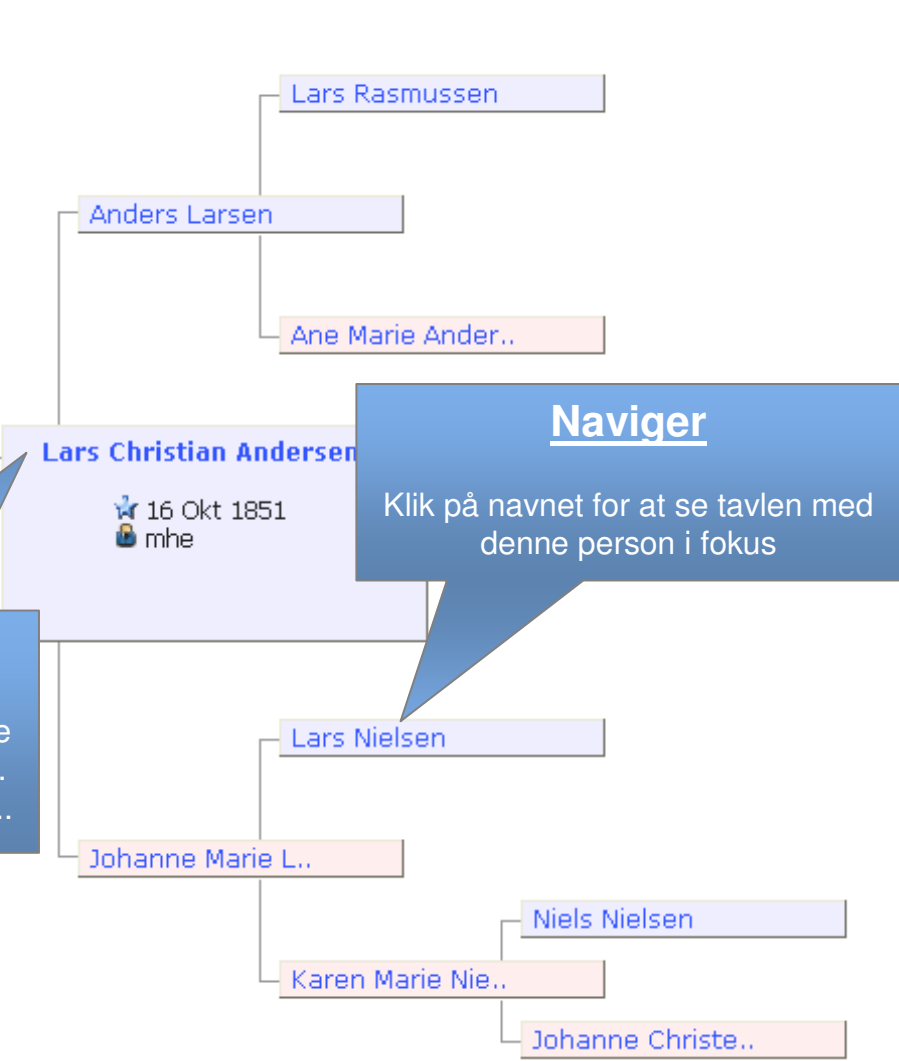 Lars Rasmussen
Anders Larsen
Ane Marie Ander..
Naviger
Klik på navnet for at se tavlen med
denne person i fokus
Lars Christian Andersen
16 Okt 1851
mhe
e
.
..
Lars Nielsen
Johanne Marie L..
Niels Nielsen
Karen Marie Nie..
Johanne Christe..